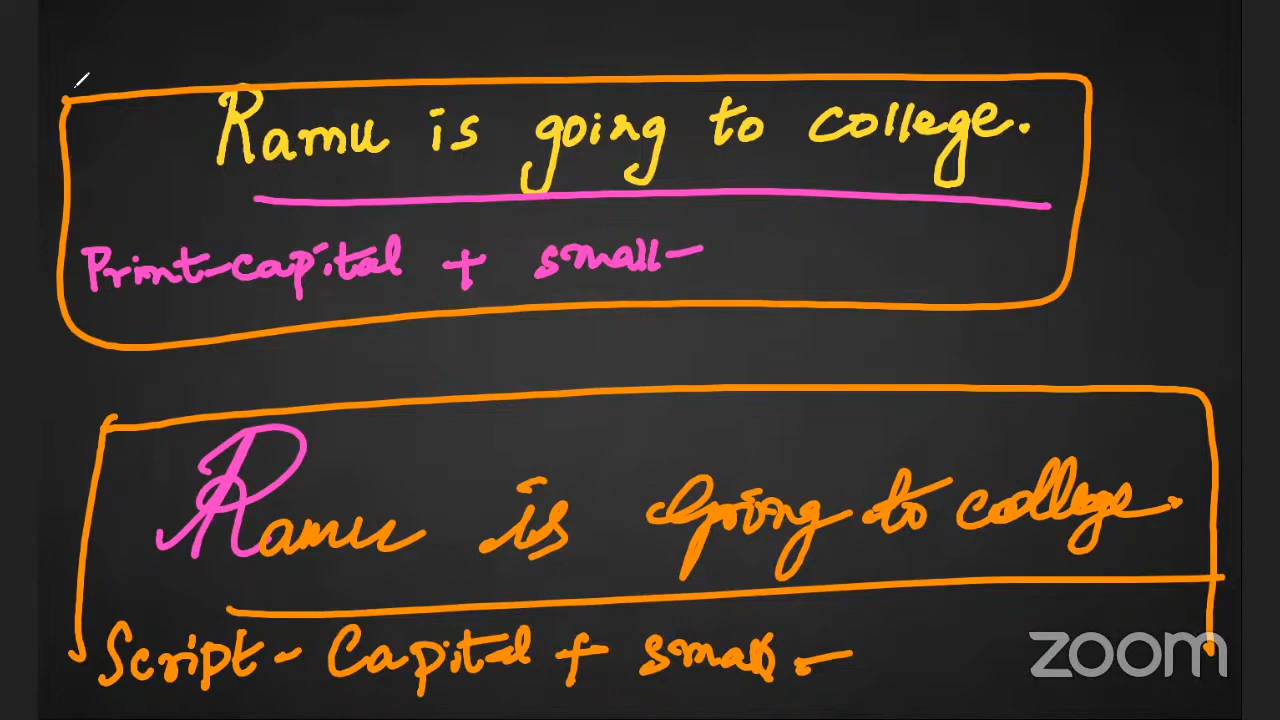 Ramu is going to college.
Print-capital + small-
Ramu is going to college.
Script- Capital + small-
zoom